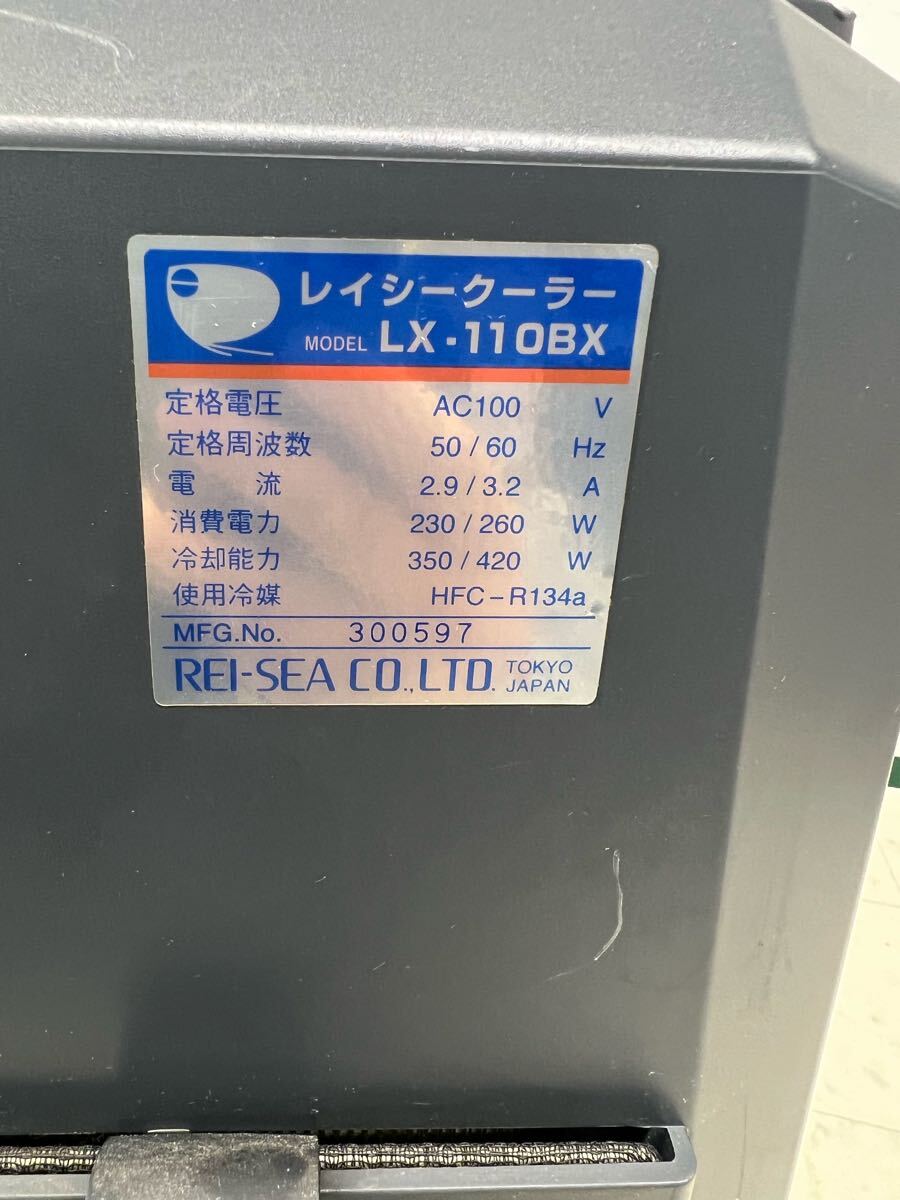 レイシークーラー
MODEL LX-110BX
定格電圧 AC100 V
定格周波数 50/60 Hz
電 流 2.9/3.2 A
消費電力 230/260 W
冷却能力 350/420 W
使用冷媒 HFC-R134a
MFG.No. 300597
REI-SEA CO.,LTD. TOKYO JAPAN